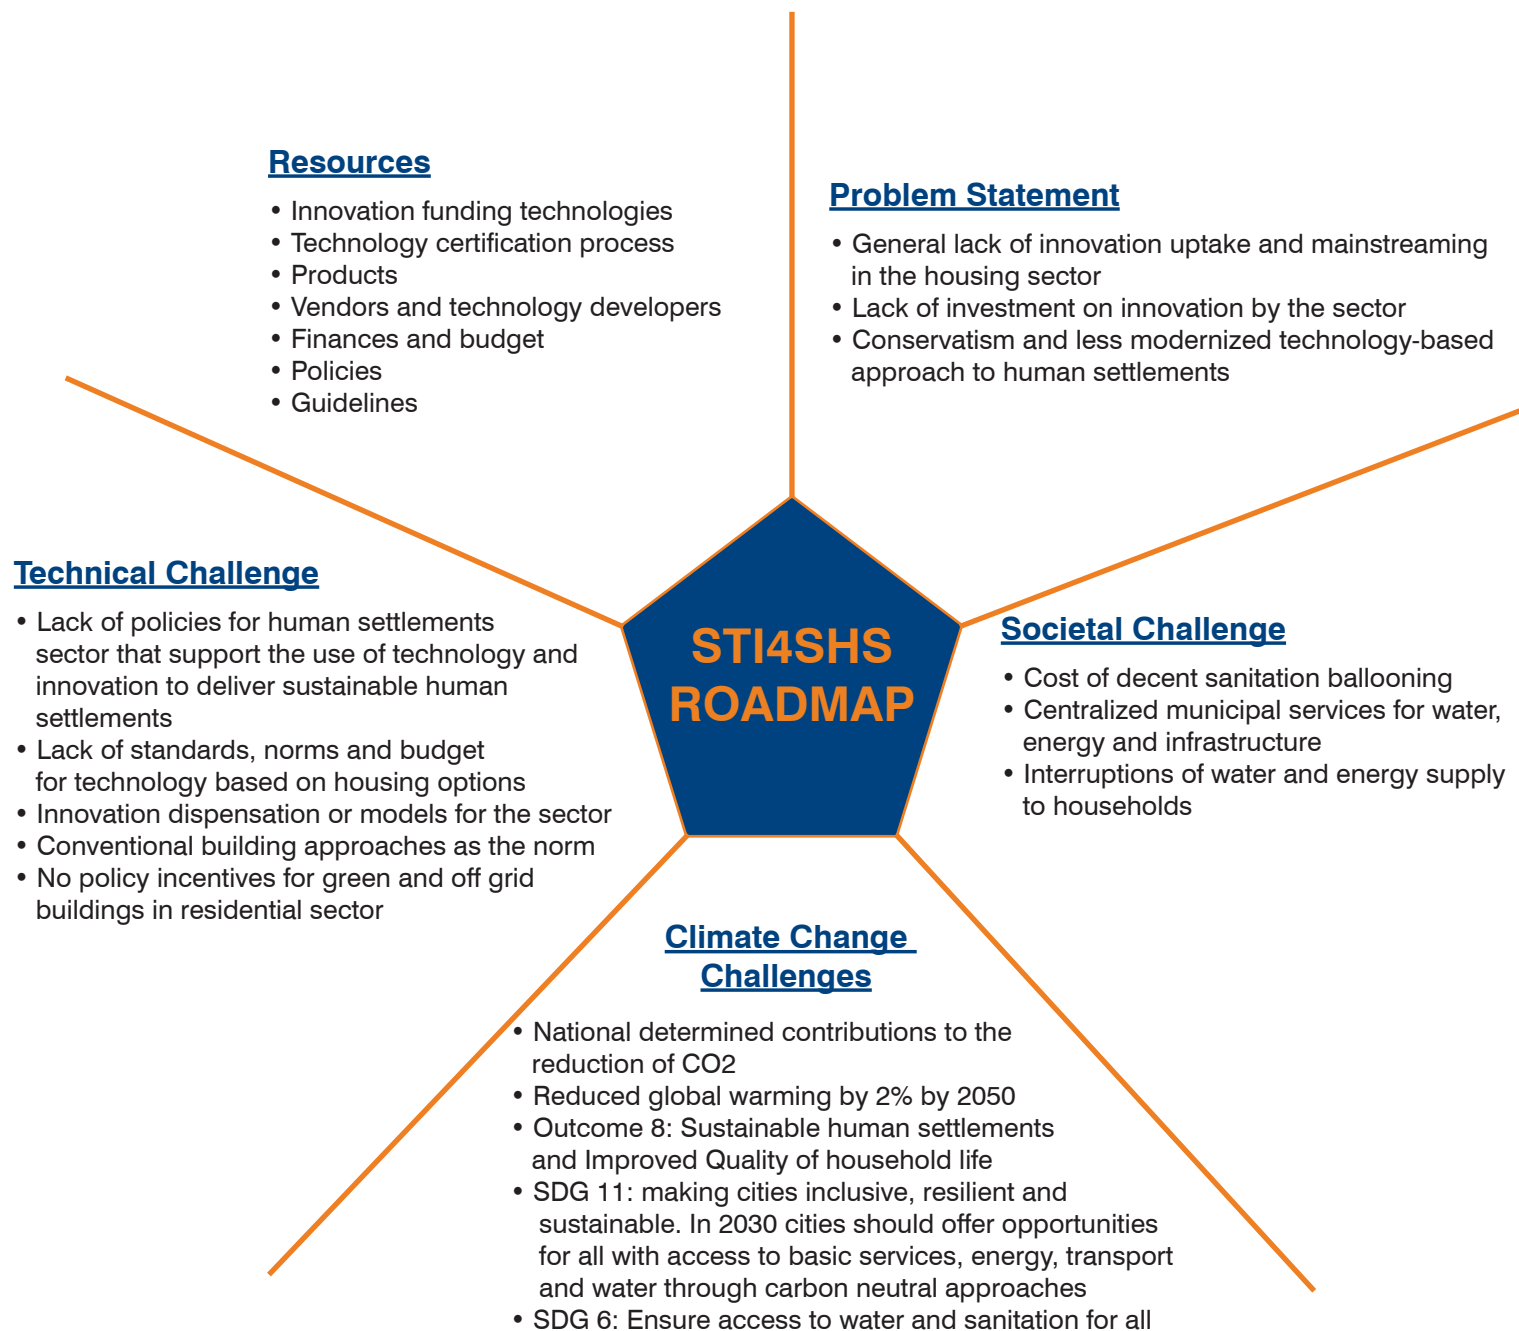 Resources
• Innovation funding technologies
• Technology certification process
• Products
• Vendors and technology developers
• Finances and budget
• Policies
• Guidelines
Problem Statement
• General lack of innovation uptake and mainstreaming
in the housing sector
• Lack of investment on innovation by the sector
• Conservatism and less modernized technology-based
approach to human settlements
Technical Challenge
• Lack of policies for human settlements
sector that support the use of technology and
innovation to deliver sustainable human
settlements
• Lack of standards, norms and budget
for technology based on housing options
• Innovation dispensation or models for the sector
• Conventional building approaches as the norm
• No policy incentives for green and off grid
buildings in residential sector
STI4SHS
ROADMAP
Societal Challenge
• Cost of decent sanitation ballooning
• Centralized municipal services for water,
energy and infrastructure
• Interruptions of water and energy supply
to households
Climate Change
Challenges
• National determined contributions to the
reduction of CO2
• Reduced global warming by 2% by 2050
• Outcome 8: Sustainable human settlements
and Improved Quality of household life
• SDG 11: making cities inclusive, resilient and
sustainable. In 2030 cities should offer opportunities
for all with access to basic services, energy, transport
and water through carbon neutral approaches
• SDG 6: Ensure access to water and sanitation for all